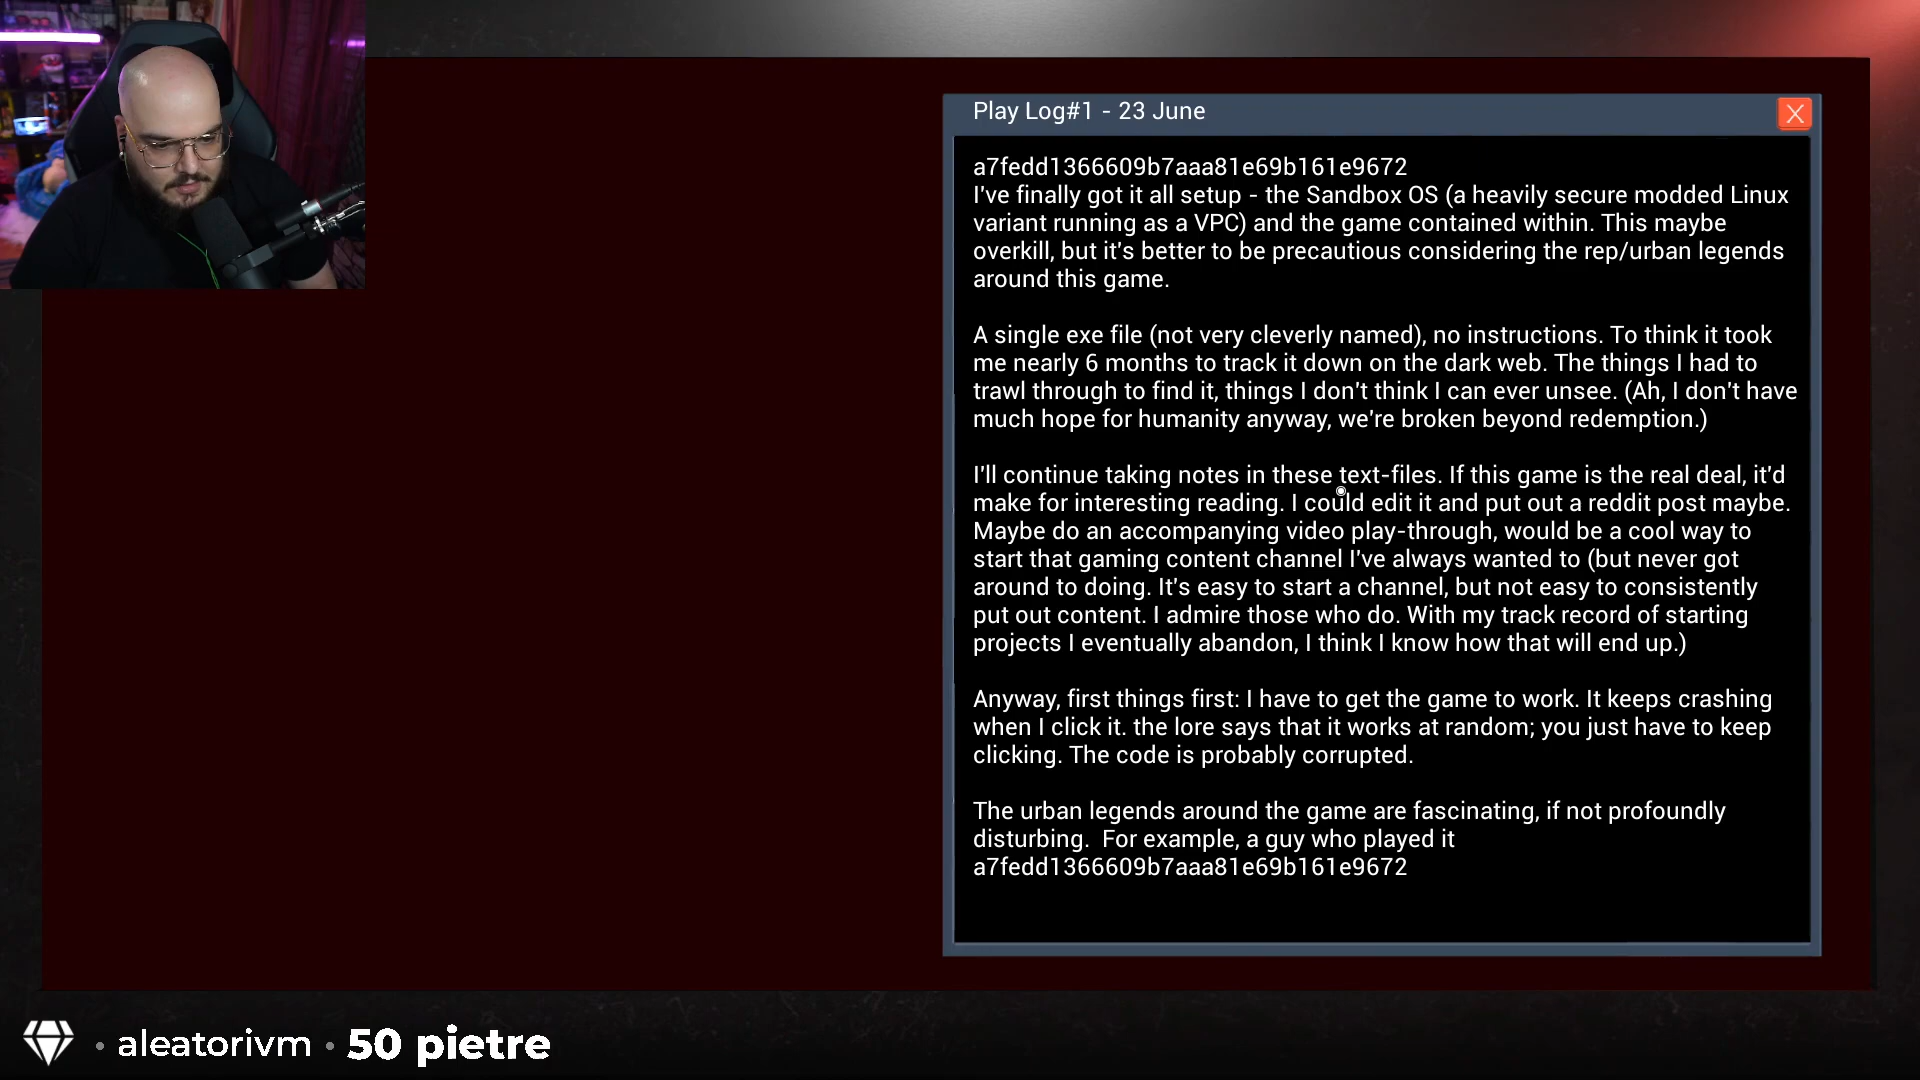 Play Log#1 - 23 June
X
a7fedd1366609b7aaa81e69b161e9672
I've finally got it all setup - the Sandbox OS (a heavily secure modded Linux
variant running as a VPC) and the game contained within. This maybe
overkill, but it's better to be precautious considering the rep/urban legends
around this game.
A single exe file (not very cleverly named), no instructions. To think it took
me nearly 6 months to track it down on the dark web. The things I had to
trawl through to find it, things I don't think I can ever unsee. (Ah, I don't have
much hope for humanity anyway, we're broken beyond redemption.)
I'll continue taking notes in these text-files. If this game is the real deal, it'd
make for interesting reading. I could edit it and put out a reddit post maybe.
Maybe do an accompanying video play-through, would be a cool way to
start that gaming content channel I've always wanted to (but never got
around to doing. It's easy to start a channel, but not easy to consistently
put out content. I admire those who do. With my track record of starting
projects I eventually abandon, I think I know how that will end up.)
Anyway, first things first: I have to get the game to work. It keeps crashing
when I click it. the lore says that it works at random; you just have to keep
clicking. The code is probably corrupted.
The urban legends around the game are fascinating, if not profoundly
disturbing.  For example, a guy who played it
a7fedd1366609b7aaa81e69b161e9672
• aleatorivm • 50 pietre